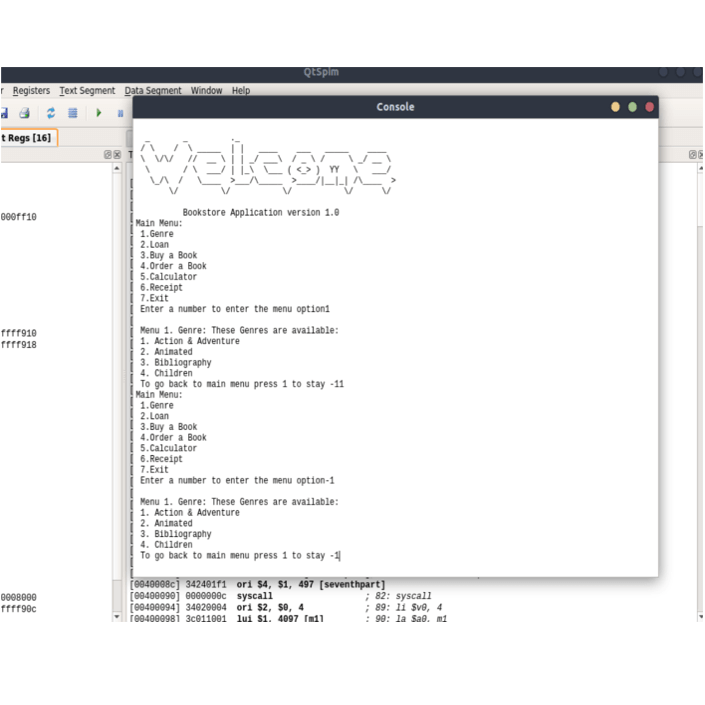 QtSpim
Registers Text Segment Data Segment Window Help
Console
t Regs [16]
Welcome
Bookstore Application version 1.0
Main Menu:
1.Genre
2.Loan
3.Buy a Book
4.Order a Book
5.Calculator
6.Receipt
7.Exit
Enter a number to enter the menu option1
Menu 1. Genre: These Genres are available:
1. Action & Adventure
2. Animated
3. Bibliography
4. Children
To go back to main menu press 1 to stay -11
Main Menu:
1.Genre
2.Loan
3.Buy a Book
4.Order a Book
5.Calculator
6.Receipt
7.Exit
Enter a number to enter the menu option-1
Menu 1. Genre: These Genres are available:
1. Action & Adventure
2. Animated
3. Bibliography
4. Children
To go back to main menu press 1 to stay -1
000ff10
ffff910
ffff918
0008000
ffff90c
[0040008c] 342401f1 ori $4, $1, 497 [seventhpart]
[00400090] 0000000c syscall ; 82: syscall
[00400094] 34020004 ori $2, $0, 4 ; 89: li $v0, 4
[00400098] 3c011001 lui $1, 4097 [m1] ; 90: la $a0, m1